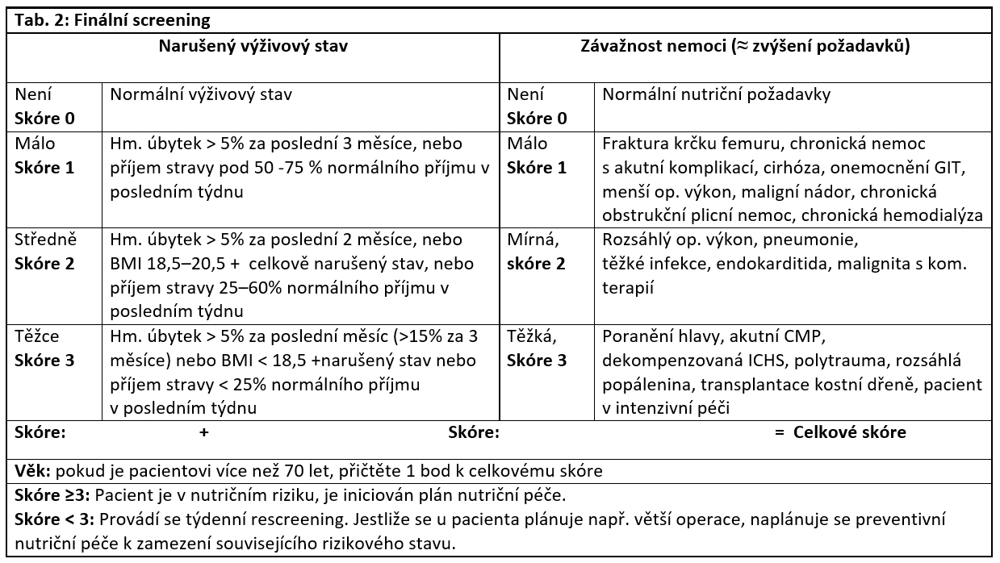 Tab. 2: Finální screening
Narušený výživový stav
Závažnost nemoci (≈ zvýšení požadavků)
Není
Skóre 0
Normální výživový stav
Není
Skóre 0
Normální nutriční požadavky
Málo
Skóre 1
Hm. úbytek > 5% za poslední 3 měsíce, nebo
příjem stravy pod 50 -75 % normálního příjmu v
posledním týdnu
Málo
Skóre 1
Fraktura krčku femuru, chronická nemoc
s akutní komplikací, cirhóza, onemocnění GIT,
menší op. výkon, maligní nádor, chronická
obstrukční plicní nemoc, chronická hemodialýza
Středně
Skóre 2
Hm. úbytek > 5% za poslední 2 měsíce, nebo
BMI 18,5–20,5 + celkově narušený stav, nebo
příjem stravy 25–60% normálního příjmu v
posledním týdnu
Mírná,
skóre 2
Rozsáhlý op. výkon, pneumonie,
těžké infekce, endokarditida, malignita s kom.
terapií
Těžce
Skóre 3
Hm. úbytek > 5% za poslední měsíc (>15% za 3
měsíce) nebo BMI < 18,5 +narušený stav nebo
příjem stravy < 25% normálního příjmu
v posledním týdnu
Těžká,
Skóre 3
Poranění hlavy, akutní CMP,
dekompenzovaná ICHS, polytrauma, rozsáhlá
popálenina, transplantace kostní dřeně, pacient
v intenzivní péči
Skóre: + Skóre: = Celkové skóre
Věk: pokud je pacientovi více než 70 let, přičtěte 1 bod k celkovému skóre
Skóre ≥3: Pacient je v nutričním riziku, je iniciován plán nutriční péče.
Skóre < 3: Provádí se týdenní rescreening. Jestliže se u pacienta plánuje např. větší operace, naplánuje se preventivní
nutriční péče k zamezení souvisejícího rizikového stavu.